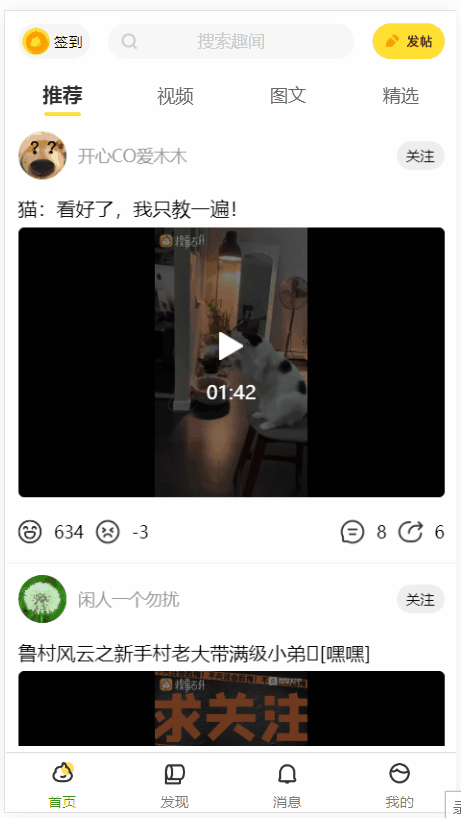 签到
搜索趣闻
发帖
推荐
视频
图文
精选
开心CO爱木木
关注
猫：看好了，我只教一遍！
01:42
634
-3
8
6
闲人一个勿扰
关注
鲁村风云之新手村老大带满级小弟▯[嘿嘿]
求关注
首页
发现
消息
我的